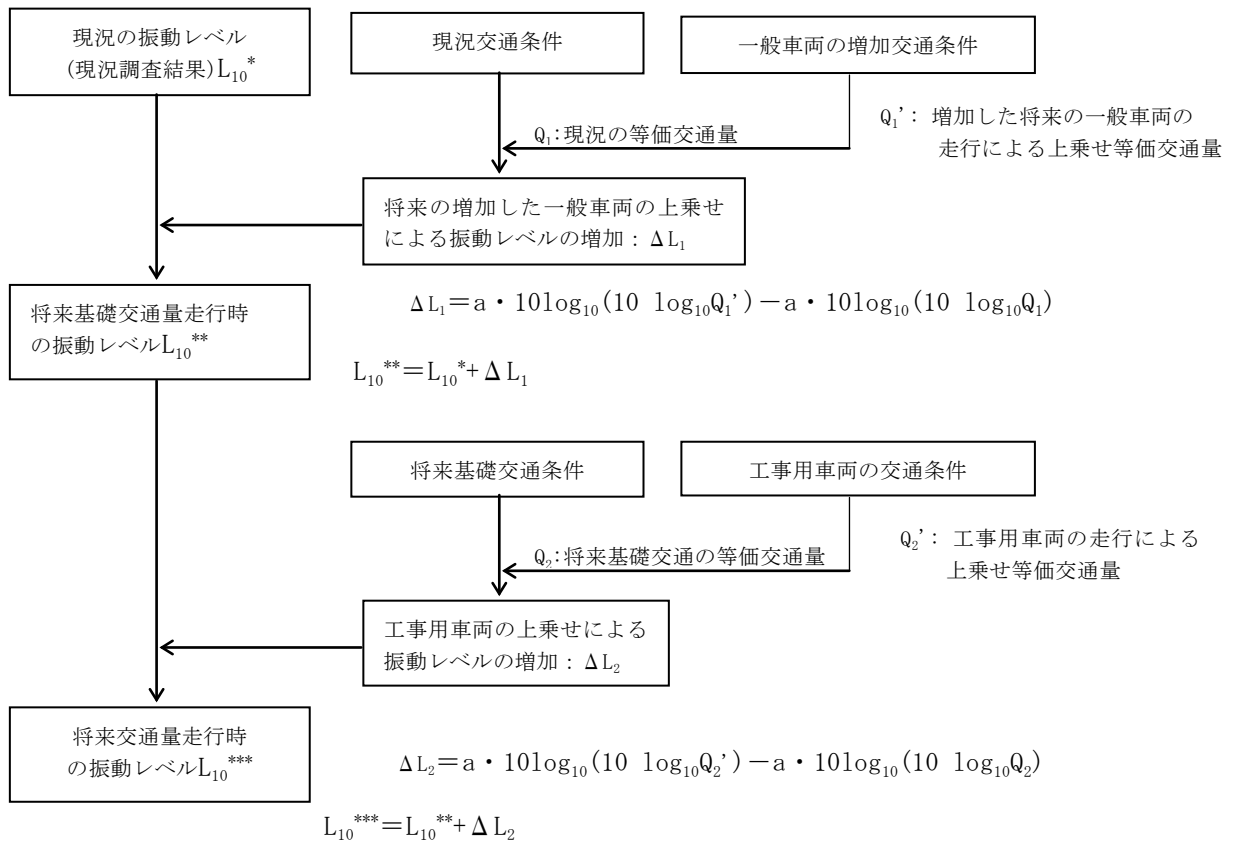 現況の振動レベル
(現況調査結果)L₁₀*
現況交通条件
一般車両の増加交通条件
Q₁:現況の等価交通量
Q₁’: 増加した将来の一般車両の
走行による上乗せ等価交通量
将来の増加した一般車両の上乗せ
による振動レベルの増加：ΔL₁
将来基礎交通量走行時
の振動レベルL₁₀**
ΔL₁＝a・10log₁₀(10 log₁₀Q₁’)－a・10log₁₀(10 log₁₀Q₁)
L₁₀**＝L₁₀*+ΔL₁
将来基礎交通条件
工事用車両の交通条件
Q₂:将来基礎交通の等価交通量
Q₂’: 工事用車両の走行による
上乗せ等価交通量
工事用車両の上乗せによる
振動レベルの増加：ΔL₂
将来交通量走行時
の振動レベルL₁₀***
ΔL₂＝a・10log₁₀(10 log₁₀Q₂’)－a・10log₁₀(10 log₁₀Q₂)
L₁₀***＝L₁₀**+ΔL₂